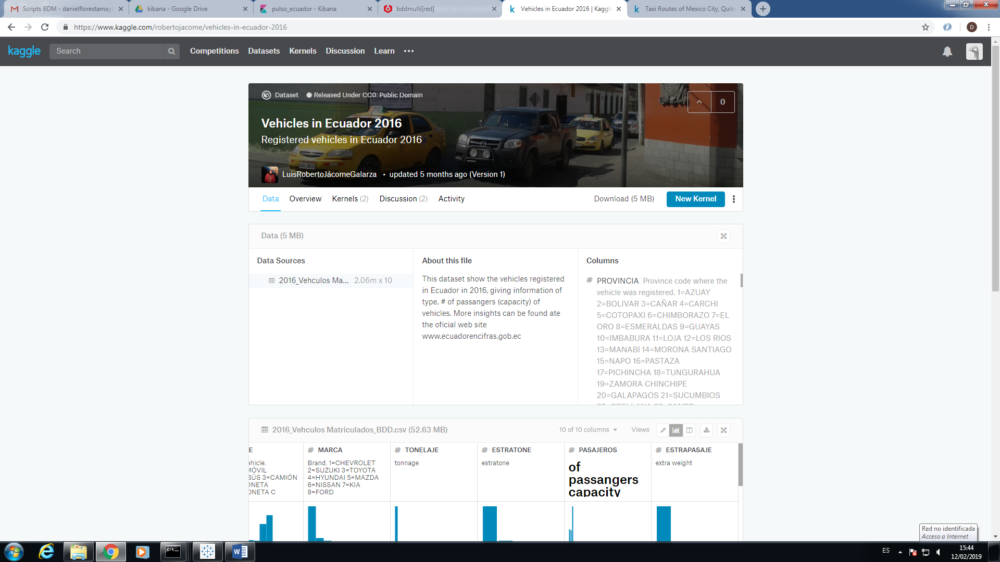 Scripts BDM - danielflorestamayo
kibana - Google Drive
pulso_ecuador - Kibana
bddmulti[red]
Vehicles in Ecuador 2016 | Kaggle
Taxi Routes of Mexico City, Quito
https://www.kaggle.com/robertojacome/vehicles-in-ecuador-2016
D
kaggle
Search
Competitions
Datasets
Kernels
Discussion
Learn
Dataset
Released Under CC0: Public Domain
0
Vehicles in Ecuador 2016
Registered vehicles in Ecuador 2016
LuisRobertoJácomeGalarza • updated 5 months ago (Version 1)
Data
Overview
Kernels (2)
Discussion (2)
Activity
Download (5 MB)
New Kernel
Data (5 MB)
Data Sources
2016_Vehculos Ma... 2.06m x 10
About this file
This dataset show the vehicles registered
in Ecuador in 2016, giving information of
type, # of passangers (capacity) of
vehicles. More insights can be found ate
the oficial web site
www.ecuadorencifras.gob.ec
Columns
# PROVINCIA Province code where the
vehicle was registered. 1=AZUAY
2=BOLIVAR 3=CAÑAR 4=CARCHI
5=COTOPAXI 6=CHIMBORAZO 7=EL
ORO 8=ESMERALDAS 9=GUAYAS
10=IMBABURA 11=LOJA 12=LOS RIOS
13=MANABI 14=MORONA SANTIAGO
15=NAPO 16=PASTAZA
17=PICHINCHA 18=TUNGURAHUA
19=ZAMORA CHINCHIPE
20=GALAPAGOS 21=SUCUMBIOS
2016_Vehculos Matriculados_BDD.csv (52.63 MB)
10 of 10 columns
Views
E
ehicle.
MÓVIL
BÚS 3=CAMIÓN
ONETA
ONETA C
# MARCA
Brand. 1=CHEVROLET
2=SUZUKI 3=TOYOTA
4=HYUNDAI 5=MAZDA
6=NISSAN 7=KIA
8=FORD
# TONELAJE
tonnage
# ESTRATONE
estratone
# PASAJEROS
of
passangers
capacity
# ESTRAPASAJE
extra weight
Red no identificada
Acceso a Internet
ES
15:44
12/02/2019